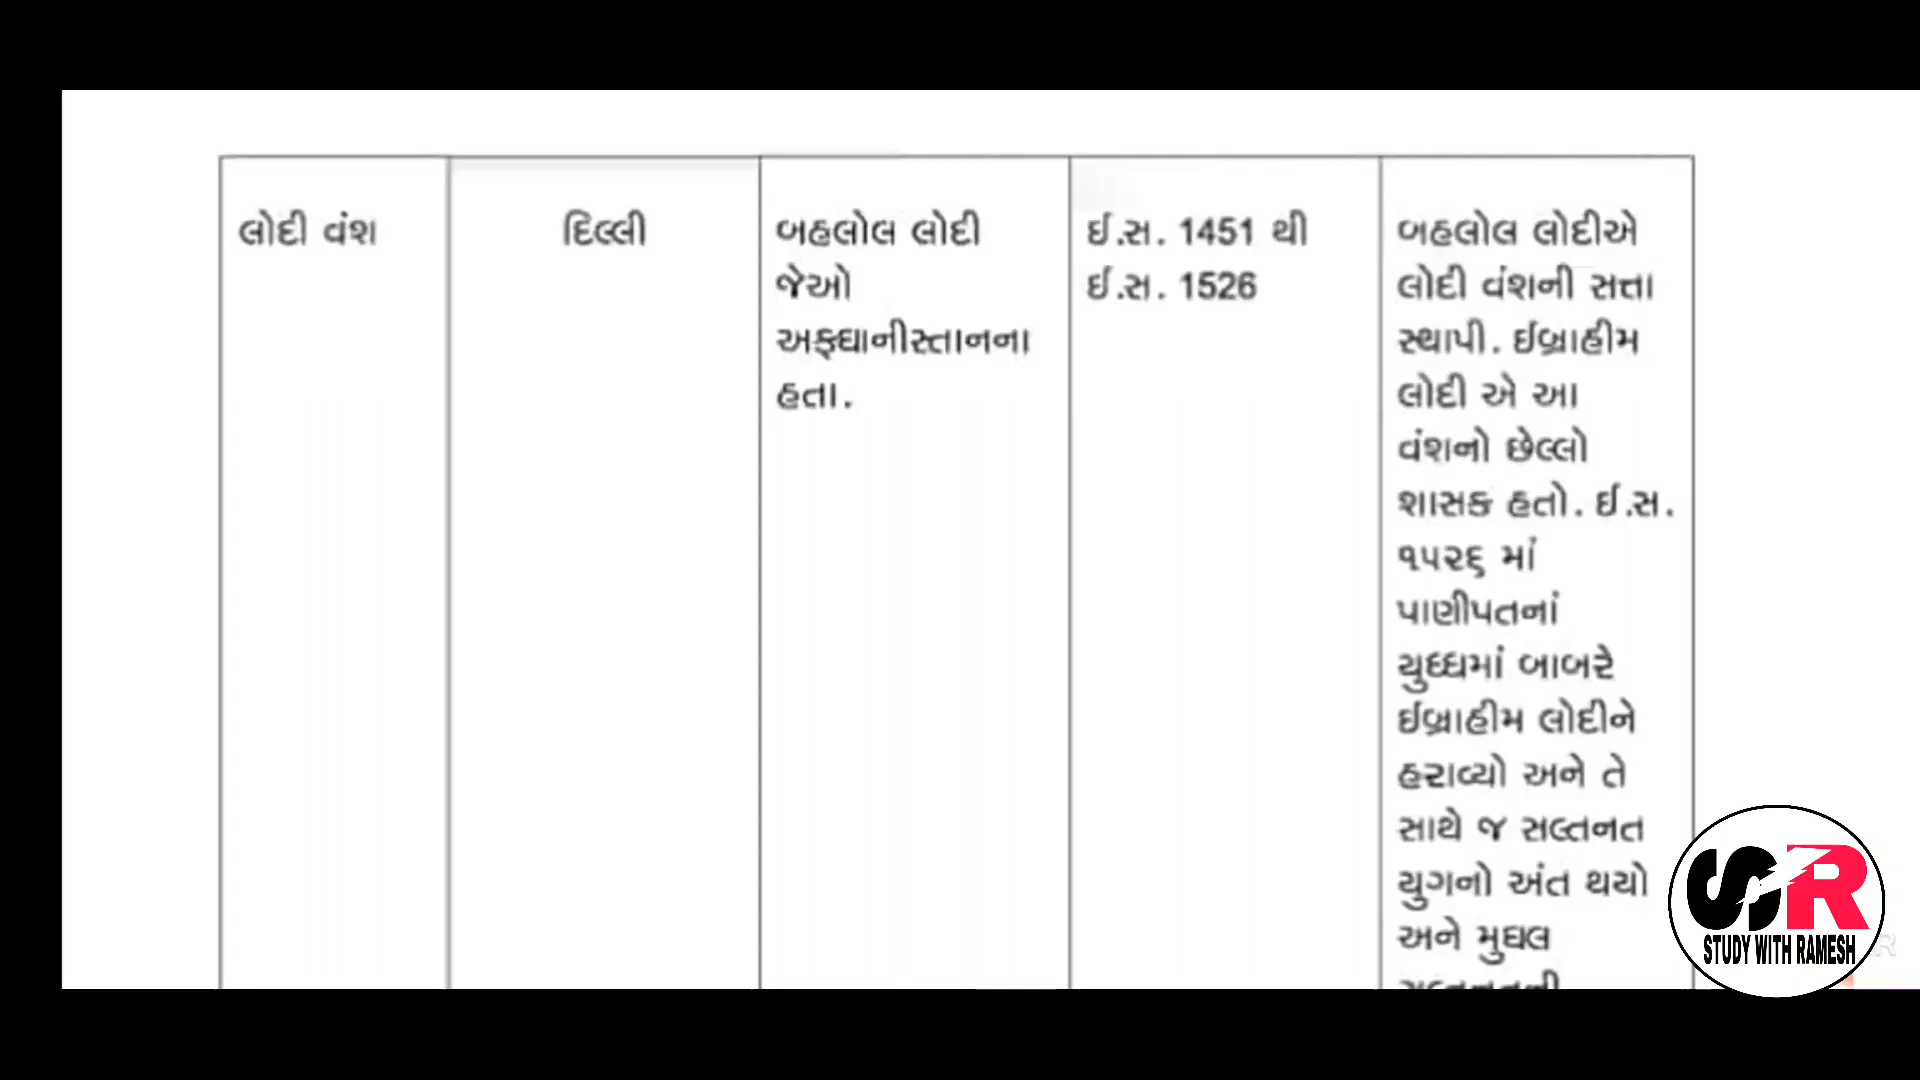 લોદી વંશ
દિલ્લી
બહલોલ લોદી
જેઓ
અફઘાનીસ્તાનના
હતા.
ઈ.સ. 1451 થી
ઈ.સ. 1526
બહલોલ લોદીએ
લોદી વંશની સત્તા
સ્થાપી. ઈબ્રાહીમ
લોદી એ આ
વંશનો છેલ્લો
શાસક હતો. ઈ.સ.
૧૫૨૬ માં
પાણીપતનાં
યુધ્ધમાં બાબરે
ઈબ્રાહીમ લોદીને
હરાવ્યો અને તે
સાથે જ સલ્તનત
યુગનો અંત થયો
અને મુઘલ
SR
STUDY WITH RAMESH